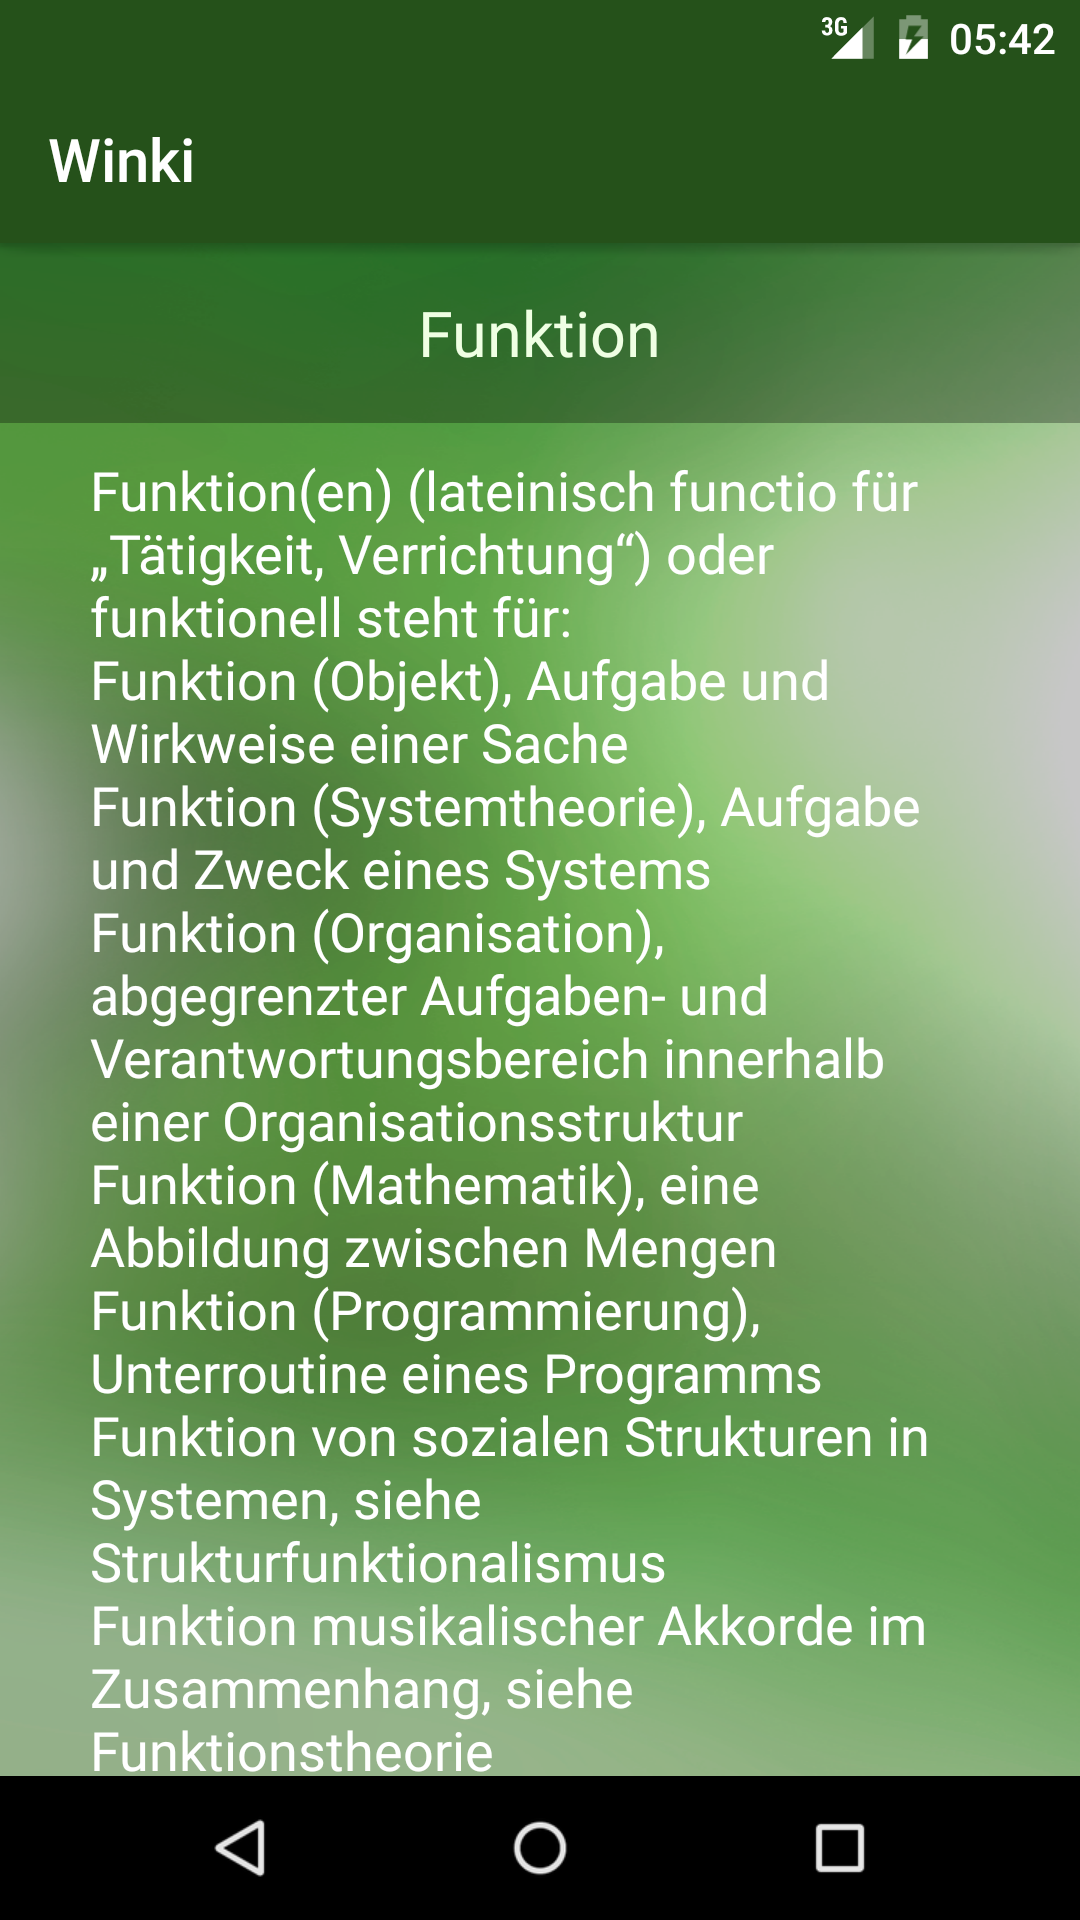 3G 05:42
Winki
Funktion
Funktion(en) (lateinisch functio für
„Tätigkeit, Verrichtung“) oder
funktionell steht für:
Funktion (Objekt), Aufgabe und
Wirkweise einer Sache
Funktion (Systemtheorie), Aufgabe
und Zweck eines Systems
Funktion (Organisation),
abgegrenzter Aufgaben- und
Verantwortungsbereich innerhalb
einer Organisationsstruktur
Funktion (Mathematik), eine
Abbildung zwischen Mengen
Funktion (Programmierung),
Unterroutine eines Programms
Funktion von sozialen Strukturen in
Systemen, siehe
Strukturfunktionalismus
Funktion musikalischer Akkorde im
Zusammenhang, siehe
Funktionstheorie